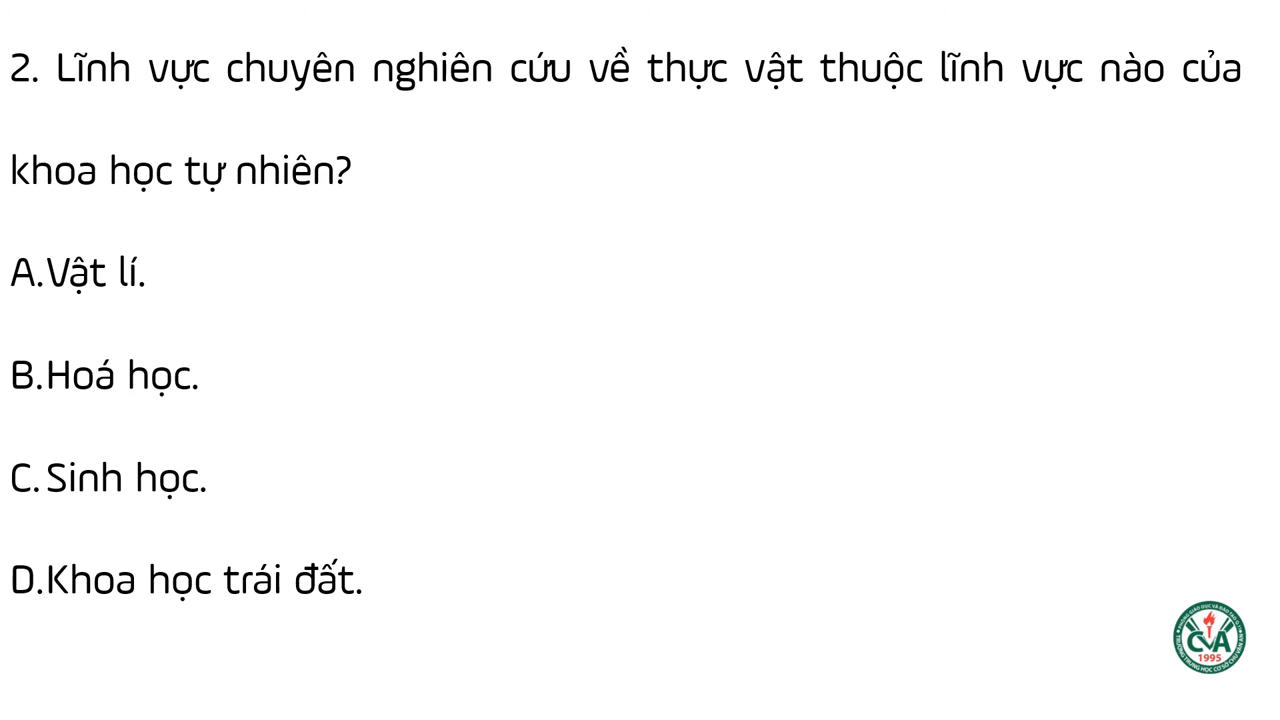 2. Lĩnh vực chuyên nghiên cứu về thực vật thuộc lĩnh vực nào của
khoa học tự nhiên?
A.Vật lí.
B.Hoá học.
C. Sinh học.
D.Khoa học trái đất.
CVA
1995